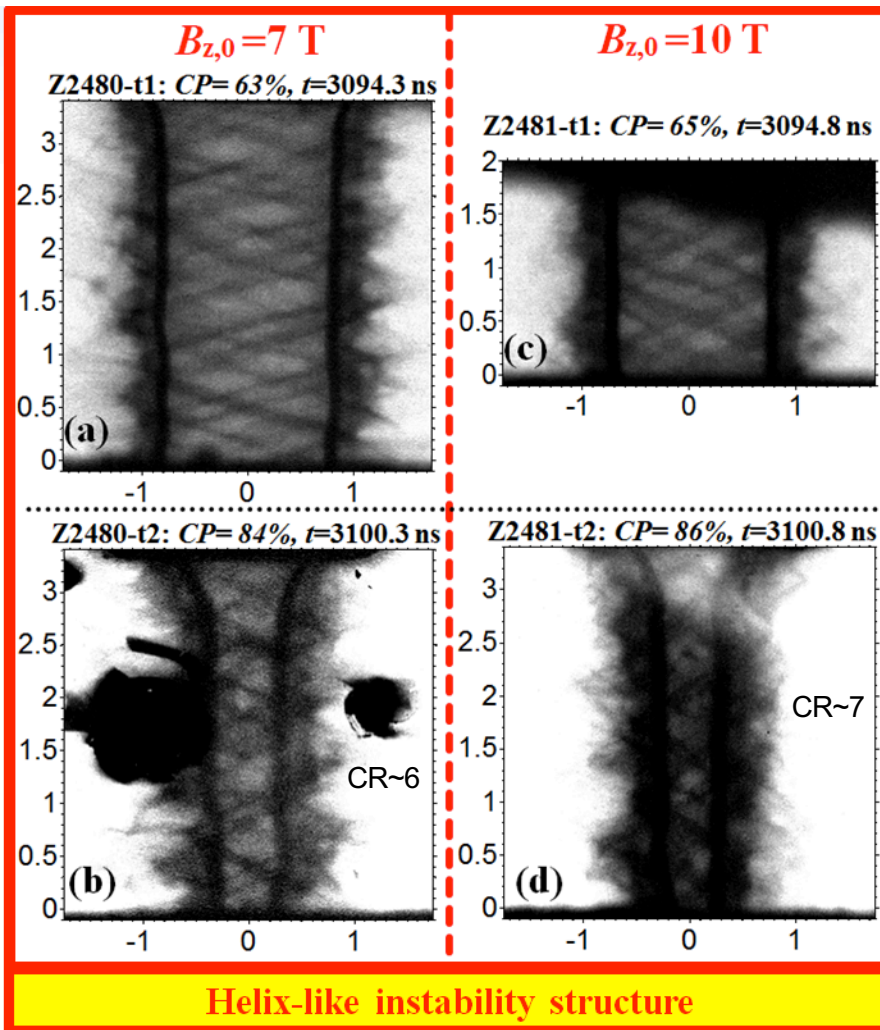 B_z,0 =7 T
Z2480-t1: CP= 63%, t=3094.3 ns
3
2.5
2
1.5
1
0.5
0
(a)
-1 0 1
B_z,0 =10 T
Z2481-t1: CP= 65%, t=3094.8 ns
2
1.5
1
0.5
0
(c)
-1 0 1
Z2480-t2: CP= 84%, t=3100.3 ns
3
2.5
2
1.5
1
0.5
0
CR~6
(b)
-1 0 1
Z2481-t2: CP= 86%, t=3100.8 ns
3
2.5
2
1.5
1
0.5
0
CR~7
(d)
-1 0 1
Helix-like instability structure